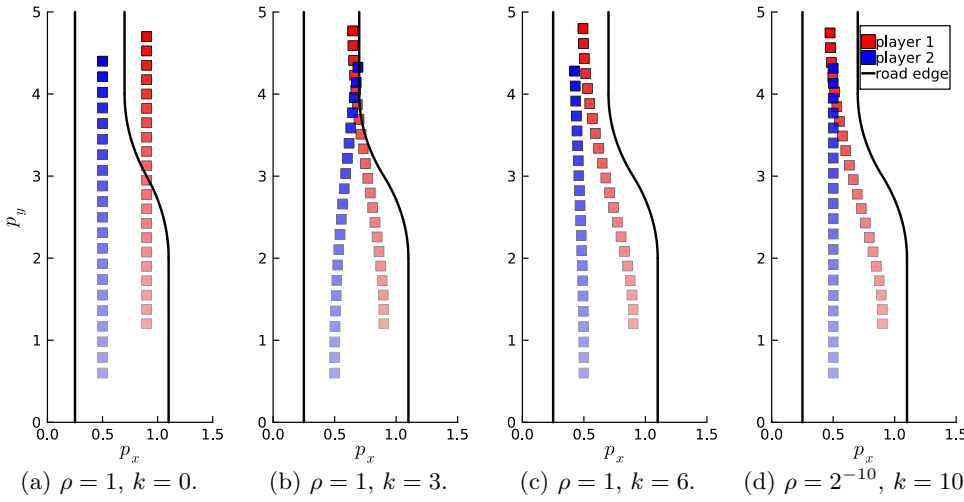 5
4
3
2
1
0
p_y
0.0 0.5 1.0 1.5
p_x
(a) ρ = 1, k = 0.
5
4
3
2
1
0
0.0 0.5 1.0 1.5
p_x
(b) ρ = 1, k = 3.
5
4
3
2
1
0
0.0 0.5 1.0 1.5
p_x
(c) ρ = 1, k = 6.
player 1
player 2
road edge
5
4
3
2
1
0
0.0 0.5 1.0 1.5
p_x
(d) ρ = 2⁻¹⁰, k = 10